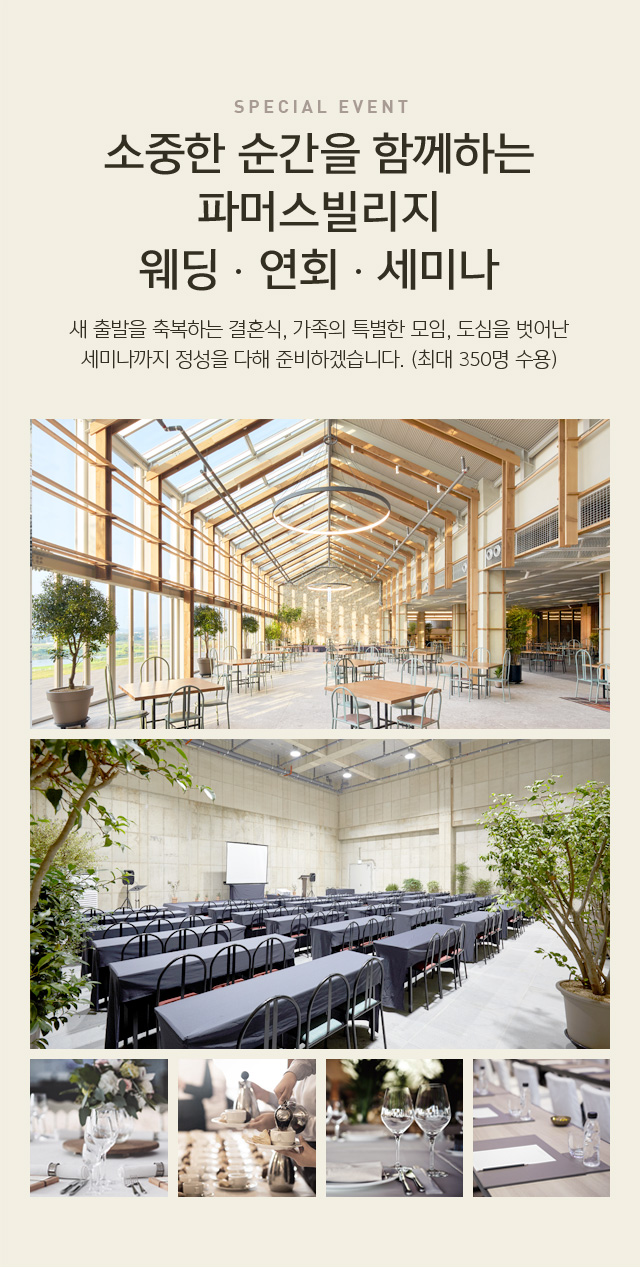 SPECIAL EVENT
소중한 순간을 함께하는
파머스빌리지
웨딩 · 연회 · 세미나
새 출발을 축복하는 결혼식, 가족의 특별한 모임, 도심을 벗어난
세미나까지 정성을 다해 준비하겠습니다. (최대 350명 수용)